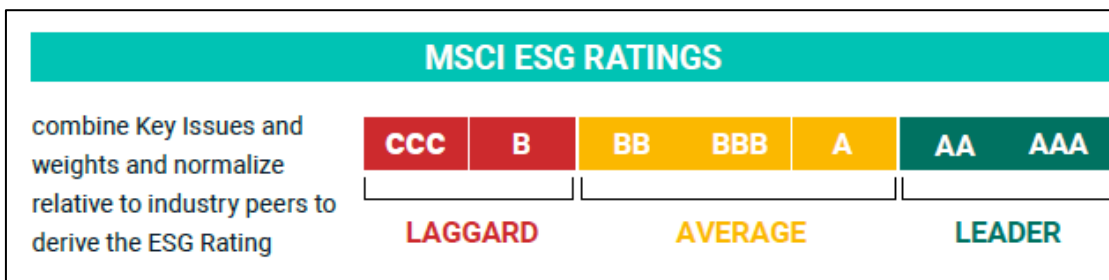 MSCI ESG RATINGS
combine Key Issues and
weights and normalize
relative to industry peers to
derive the ESG Rating
CCC B BB BBB A AA AAA
LAGGARD AVERAGE LEADER